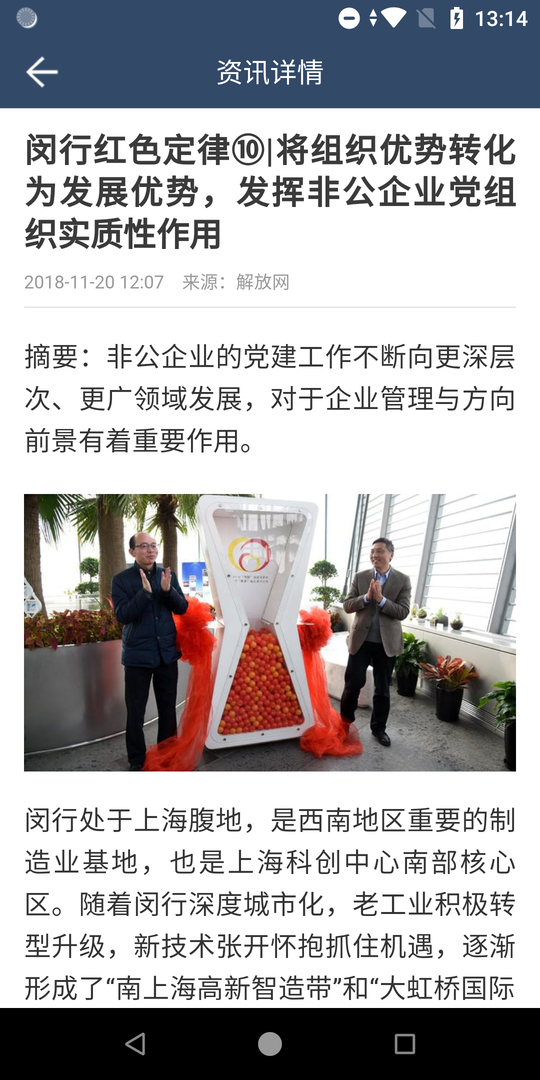 13:14
资讯详情
闵行红色定律⑩|将组织优势转化
为发展优势，发挥非公企业党组
织实质性作用
2018-11-20 12:07 来源：解放网
摘要：非公企业的党建工作不断向更深层
次、更广领域发展，对于企业管理与方向
前景有着重要作用。
闵行处于上海腹地，是西南地区重要的制
造业基地，也是上海科创中心南部核心
区。随着闵行深度城市化，老工业积极转
型升级，新技术张开怀抱抓住机遇，逐渐
形成了“南上海高新智造带”和“大虹桥国际